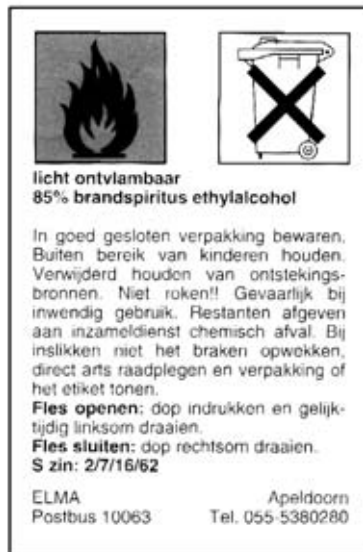 licht ontvlambaar
85% brandspiritus ethylalcohol
In goed gesloten verpakking bewaren.
Buiten bereik van kinderen houden.
Verwijderd houden van ontstekings-
bronnen. Niet roken!! Gevaarlijk bij
inwendig gebruik. Restanten afgeven
aan inzameldienst chemisch afval. Bij
inslikken niet het braken opwekken,
direct arts raadplegen en verpakking of
het etiket tonen.
Fles openen: dop indrukken en gelijk-
tijdig linksom draaien.
Fles sluiten: dop rechtsom draaien.
S zin: 2/7/16/62
ELMA Apeldoorn
Postbus 10063 Tel. 055-5380280